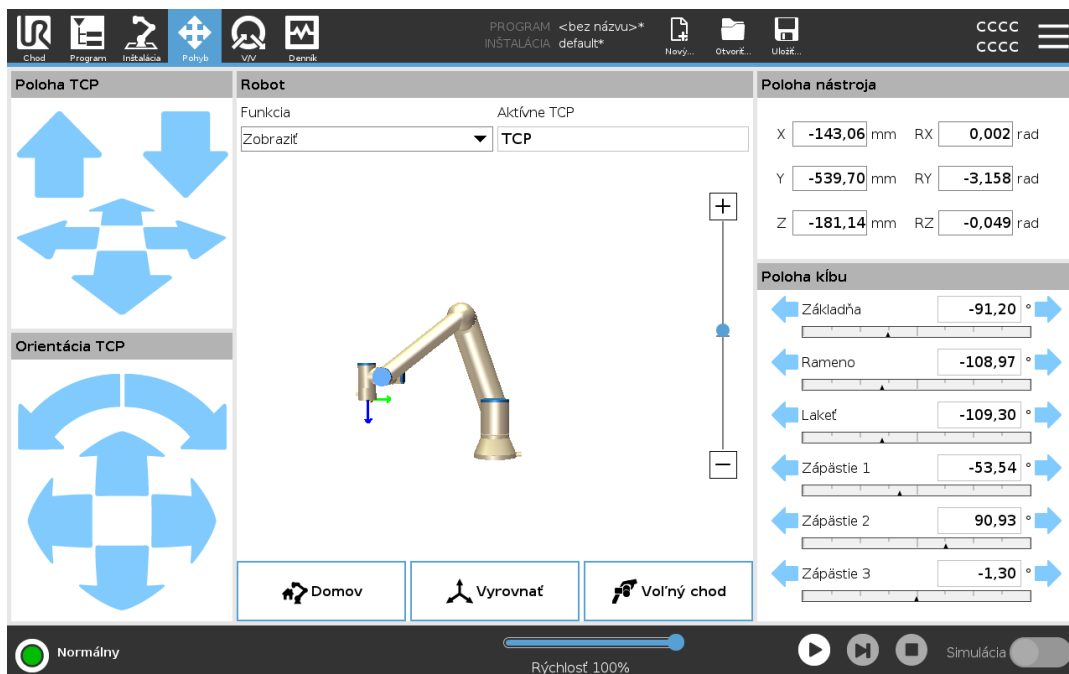 PROGRAM <bez názvu>*
INŠTALÁCIA default*
CCCC
CCCC
Chod Program Inštalácia Pohyb V/V Denník Nový... Otvoriť... Uložiť...
Poloha TCP
Robot
Funkcia Aktívne TCP
Zobraziť TCP
Poloha nástroja
X -143,06 mm RX 0,002 rad
Y -539,70 mm RY -3,158 rad
Z -181,14 mm RZ -0,049 rad
Poloha kĺbu
Základňa -91,20 °
Rameno -108,97 °
Lakeť -109,30 °
Zápästie 1 -53,54 °
Zápästie 2 90,93 °
Zápästie 3 -1,30 °
Orientácia TCP
Domov Vyrovnať Voľný chod
Normálny
Rýchlosť 100%
Simulácia